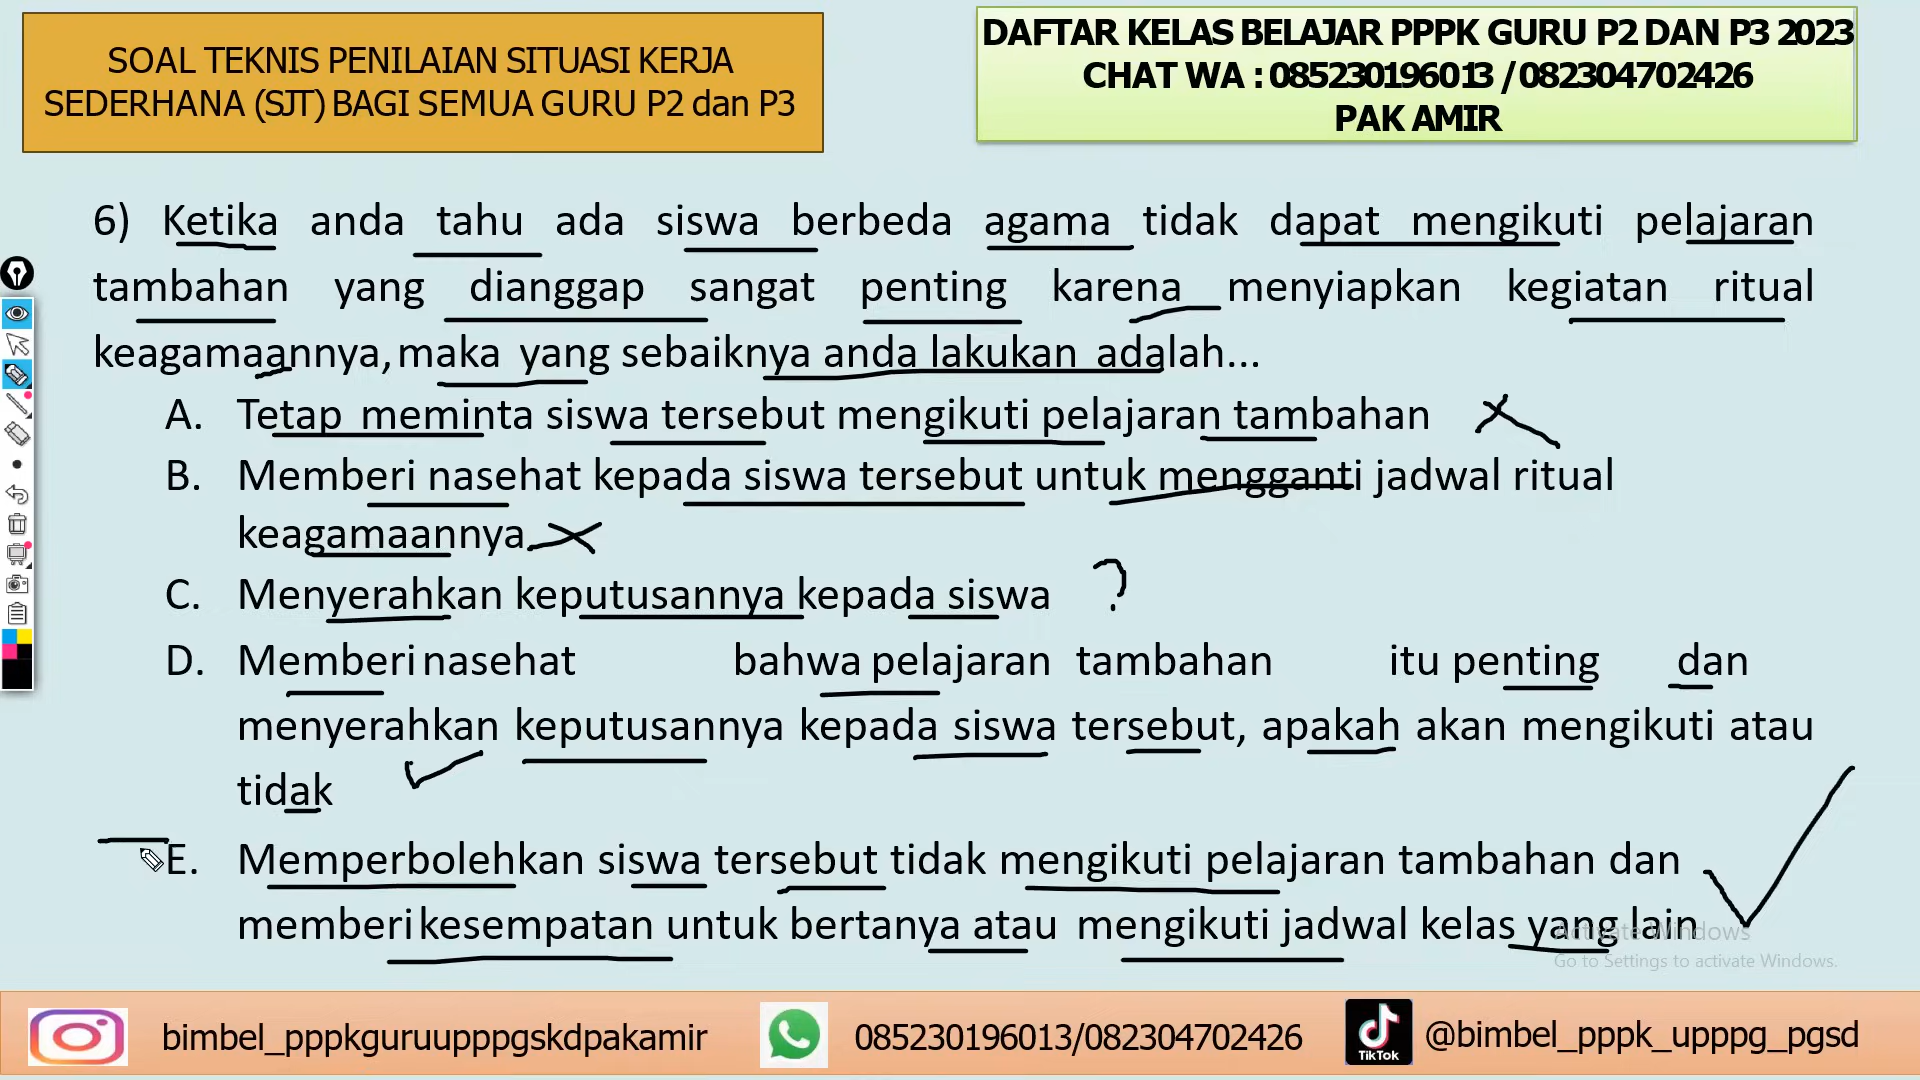 SOAL TEKNIS PENILAIAN SITUASI KERJA
SEDERHANA (SJT) BAGI SEMUA GURU P2 dan P3
DAFTAR KELAS BELAJAR PPPK GURU P2 DAN P3 2023
CHAT WA : 085230196013 / 082304702426
PAK AMIR
6) Ketika anda tahu ada siswa berbeda agama tidak dapat mengikuti pelajaran
tambahan yang dianggap sangat penting karena menyiapkan kegiatan ritual
keagamaannya, maka yang sebaiknya anda lakukan adalah...
A. Tetap meminta siswa tersebut mengikuti pelajaran tambahan
B. Memberi nasehat kepada siswa tersebut untuk mengganti jadwal ritual
keagamaannya
C. Menyerahkan keputusannya kepada siswa ?
D. Memberi nasehat bahwa pelajaran tambahan itu penting dan
menyerahkan keputusannya kepada siswa tersebut, apakah akan mengikuti atau
tidak
E. Memperbolehkan siswa tersebut tidak mengikuti pelajaran tambahan dan
memberi kesempatan untuk bertanya atau mengikuti jadwal kelas yang lain
Activate Windows
Go to Settings to activate Windows.
bimbel_pppkguruupppgskdpakamir
085230196013/082304702426
TikTok
@bimbel_pppk_upppg_pgsd